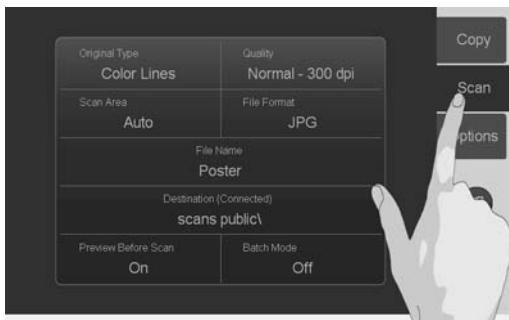 Copy
Original Type
Quality
Color Lines
Normal - 300 dpi
Scan
Scan Area
File Format
Auto
JPG
ptions
File Name
Poster
Destination (Connected)
scans public\
Preview Before Scan
Batch Mode
On
Off